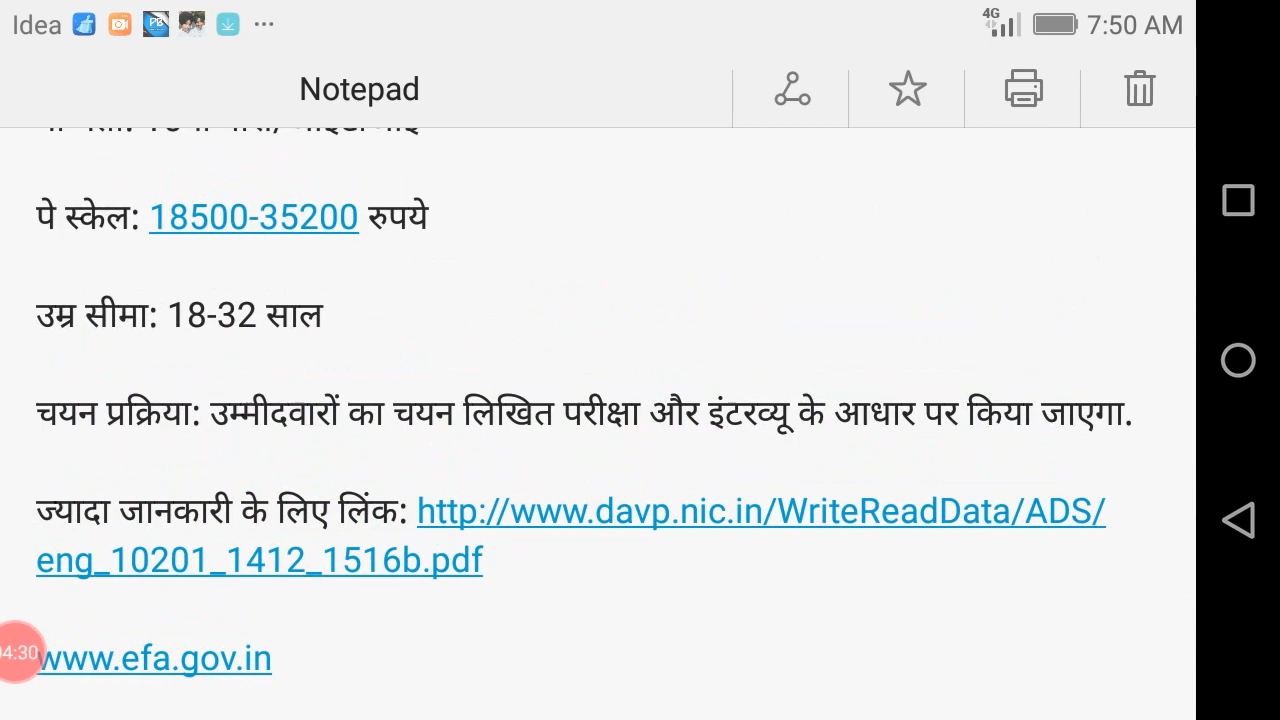 Idea
4G 7:50 AM
Notepad
पे स्केल: 18500-35200 रुपये
उम्र सीमा: 18-32 साल
चयन प्रक्रिया: उम्मीदवारों का चयन लिखित परीक्षा और इंटरव्यू के आधार पर किया जाएगा.
ज्यादा जानकारी के लिए लिंक: http://www.davp.nic.in/WriteReadData/ADS/
eng_10201_1412_1516b.pdf
04:30
www.efa.gov.in